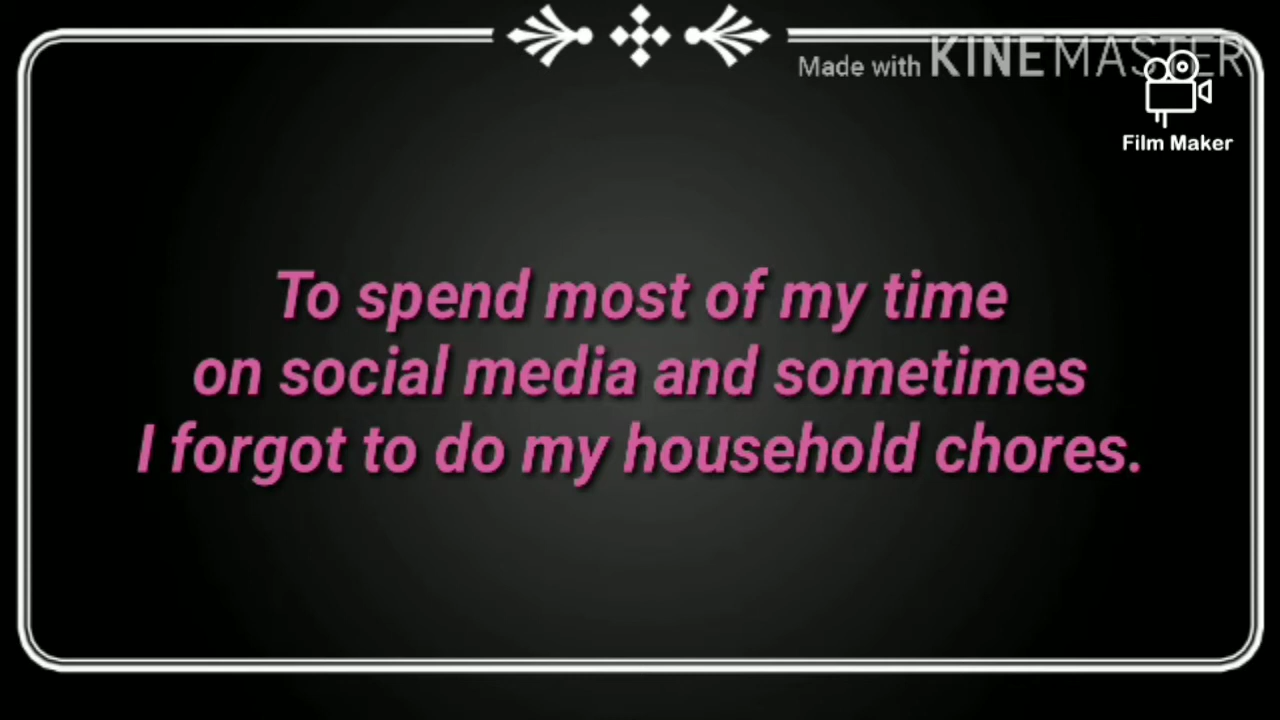 Made with KINEMASTER
Film Maker
To spend most of my time
on social media and sometimes
I forgot to do my household chores.